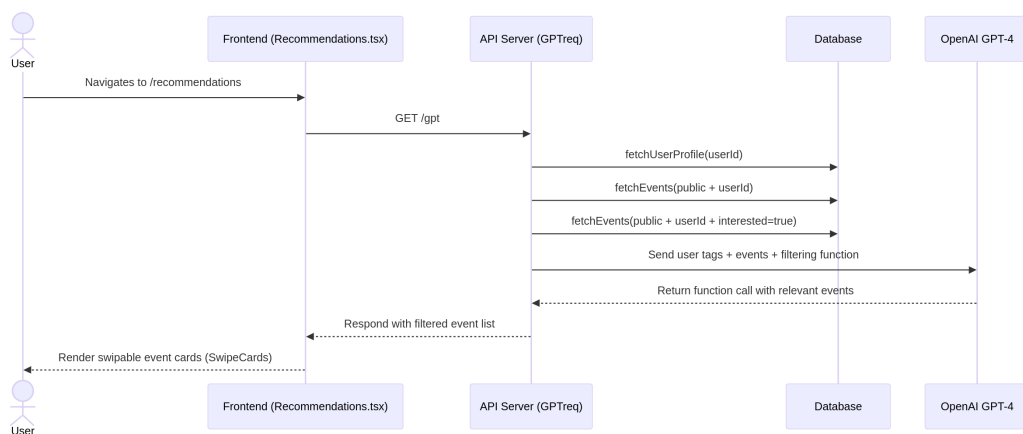 User
Frontend (Recommendations.tsx)
API Server (GPTreq)
Database
OpenAI GPT-4
Navigates to /recommendations
GET /gpt
fetchUserProfile(userId)
fetchEvents(public + userId)
fetchEvents(public + userId + interested=true)
Send user tags + events + filtering function
Return function call with relevant events
Respond with filtered event list
Render swipable event cards (SwipeCards)
User
Frontend (Recommendations.tsx)
API Server (GPTreq)
Database
OpenAI GPT-4